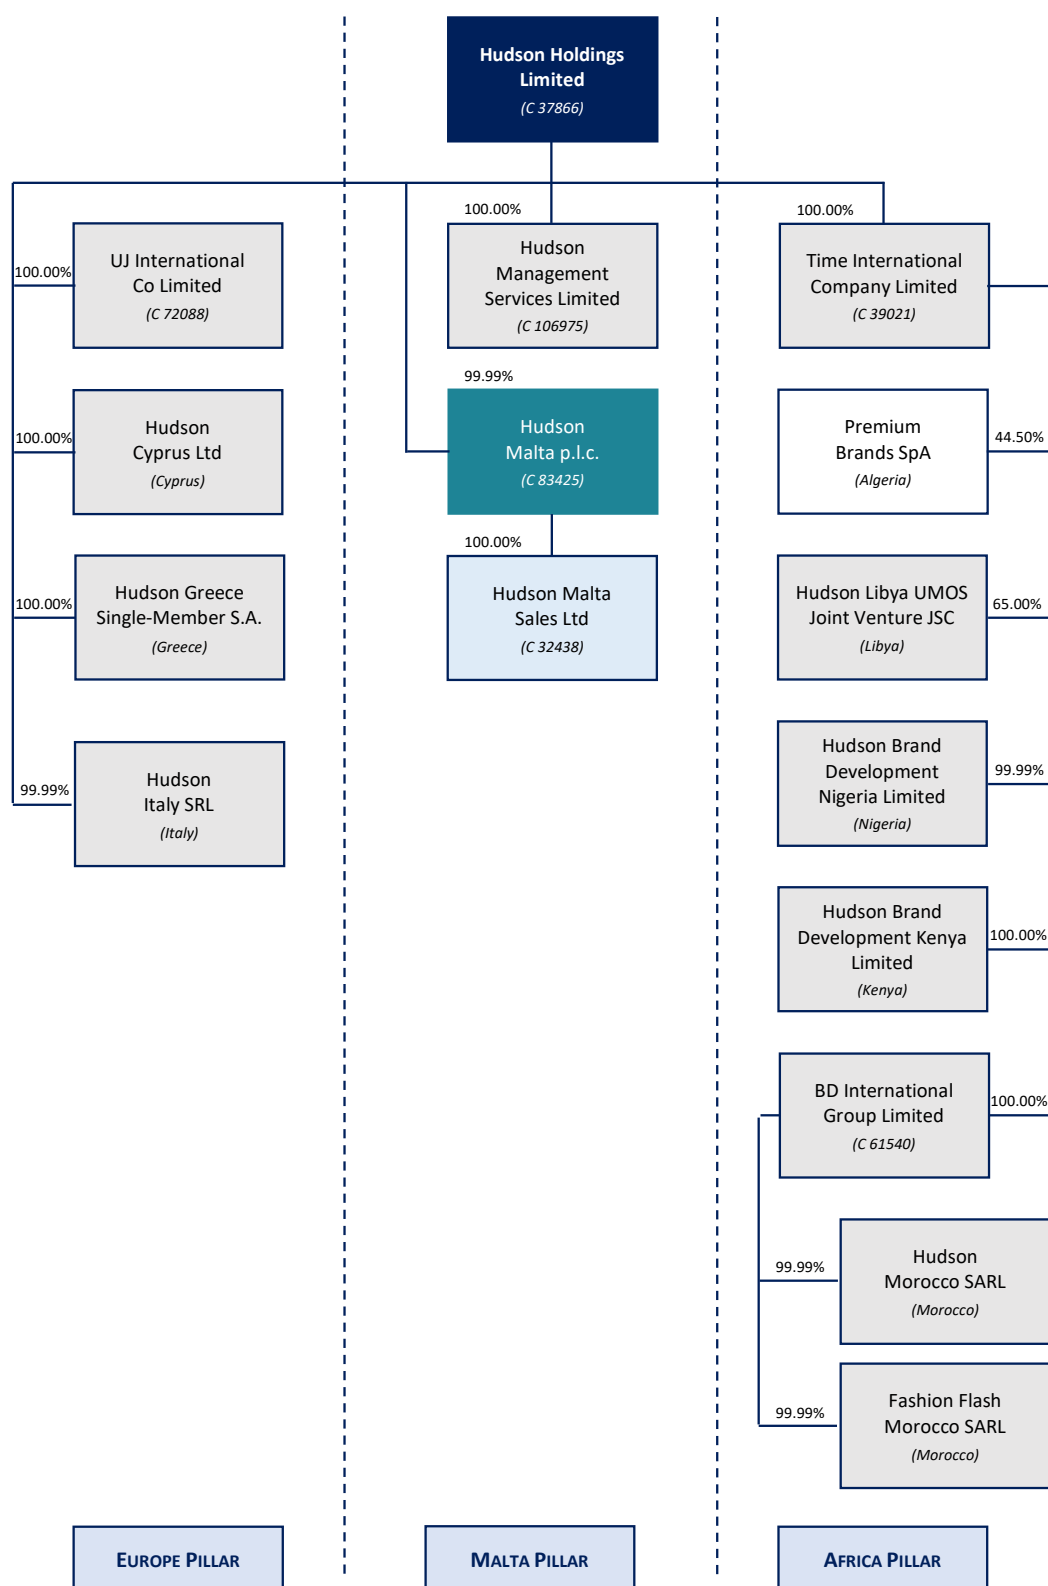 Hudson Holdings
Limited
(C 37866)
100.00%
UJ International
Co Limited
(C 72088)
100.00%
Hudson
Cyprus Ltd
(Cyprus)
100.00%
Hudson Greece
Single-Member S.A.
(Greece)
99.99%
Hudson
Italy SRL
(Italy)
EUROPE PILLAR
100.00%
Hudson
Management
Services Limited
(C 106975)
99.99%
Hudson
Malta p.l.c.
(C 83425)
100.00%
Hudson Malta
Sales Ltd
(C 32438)
MALTA PILLAR
100.00%
Time International
Company Limited
(C 39021)
Premium
Brands SpA
(Algeria)
44.50%
Hudson Libya UMOS
Joint Venture JSC
(Libya)
65.00%
Hudson Brand
Development
Nigeria Limited
(Nigeria)
99.99%
Hudson Brand
Development Kenya
Limited
(Kenya)
100.00%
BD International
Group Limited
(C 61540)
100.00%
99.99%
Hudson
Morocco SARL
(Morocco)
99.99%
Fashion Flash
Morocco SARL
(Morocco)
AFRICA PILLAR